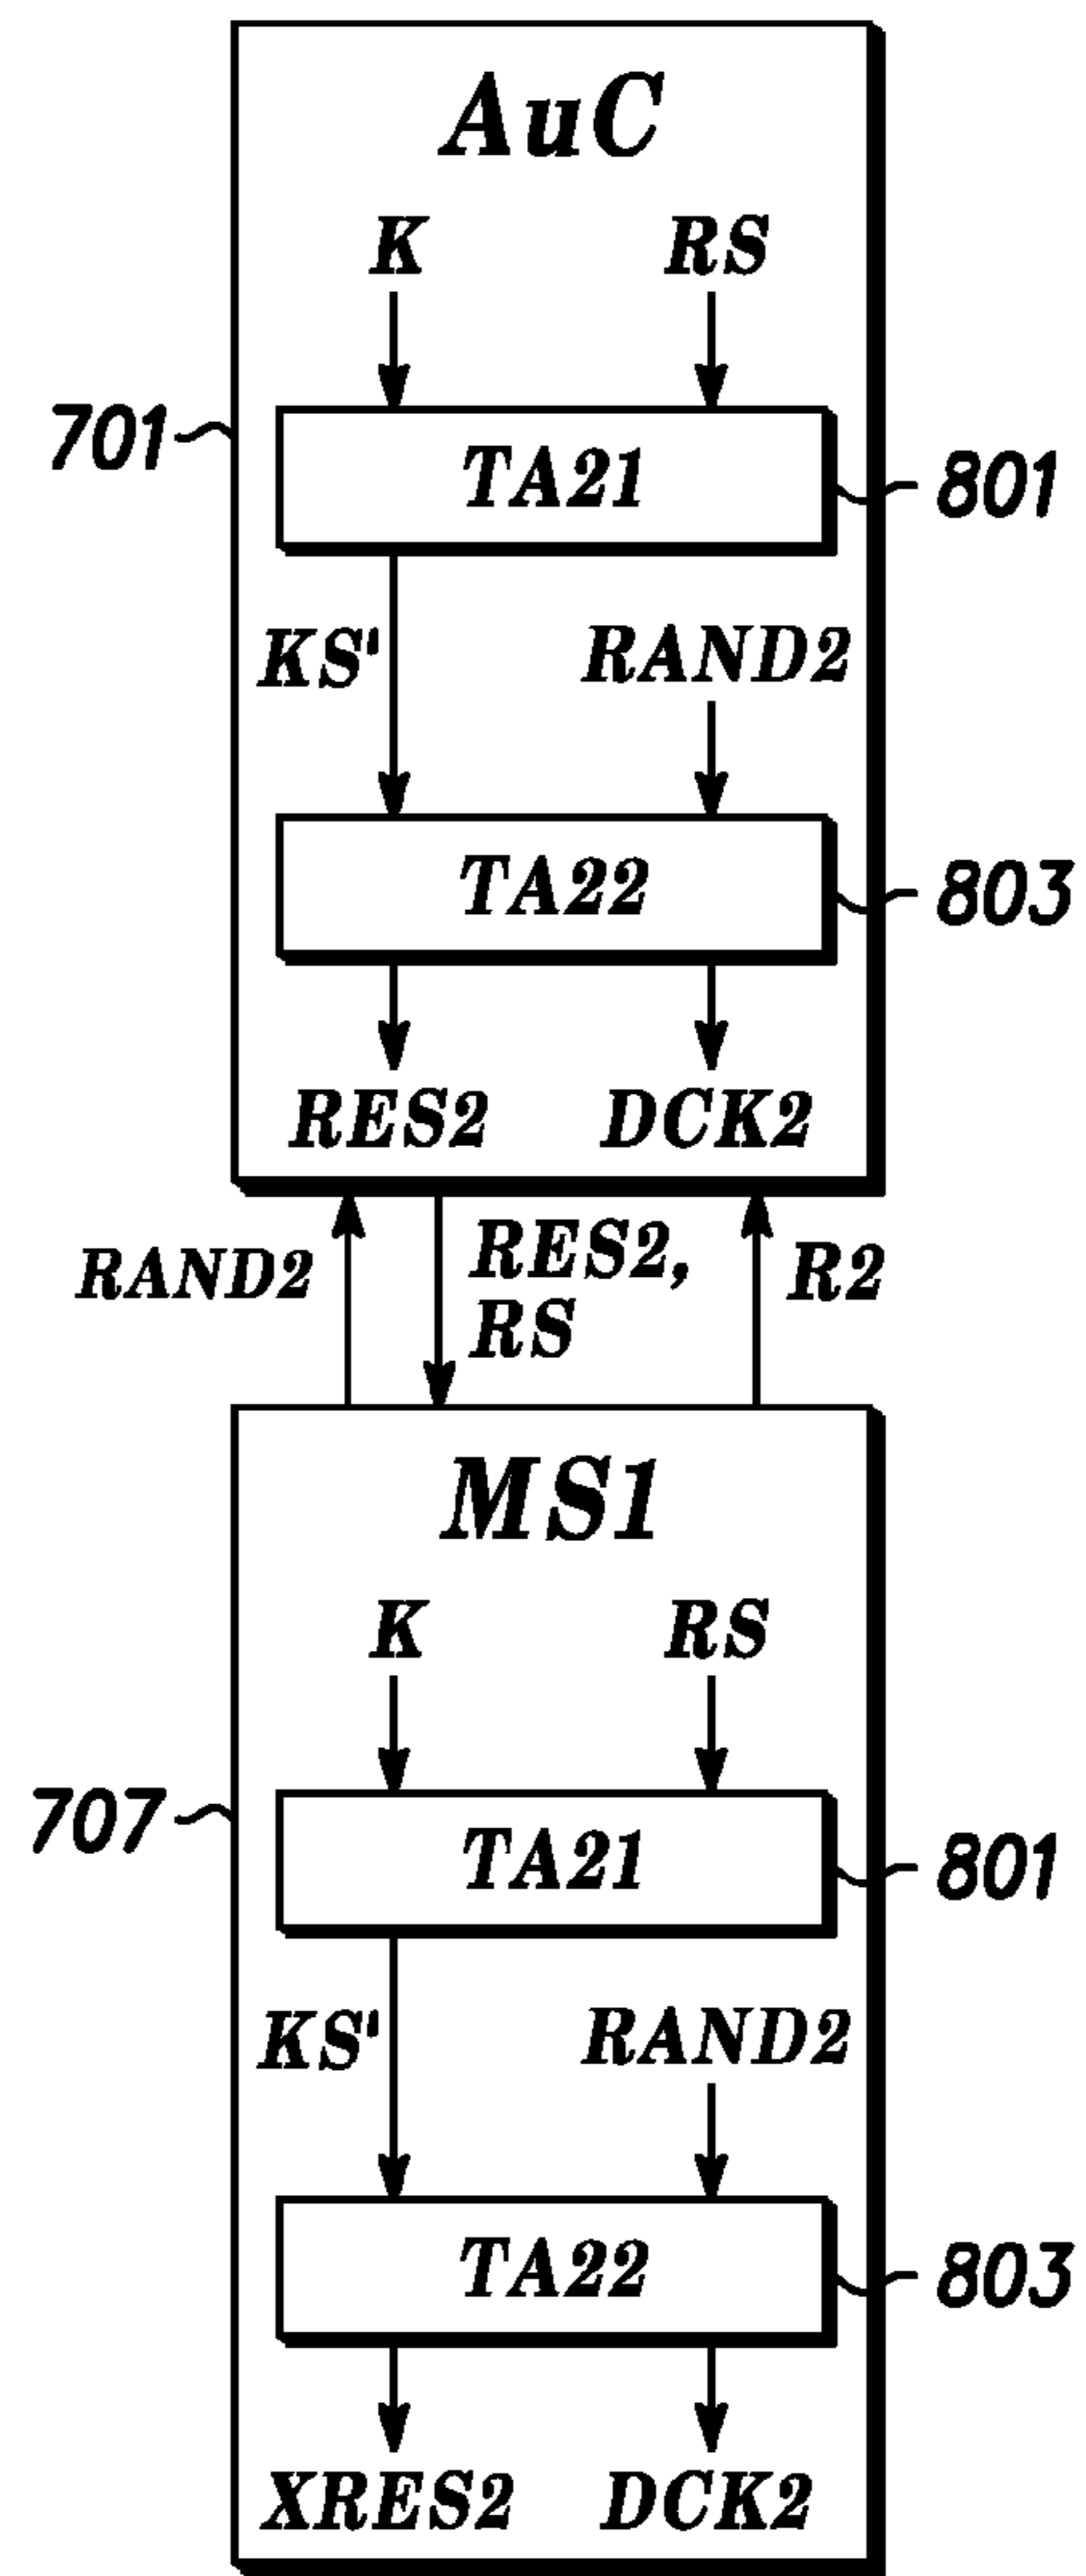 AuC
K RS
701
TA21
801
KS' RAND2
TA22
803
RES2 DCK2
RAND2
RES2,
RS
R2
MS1
K RS
707
TA21
801
KS' RAND2
TA22
803
XRES2 DCK2